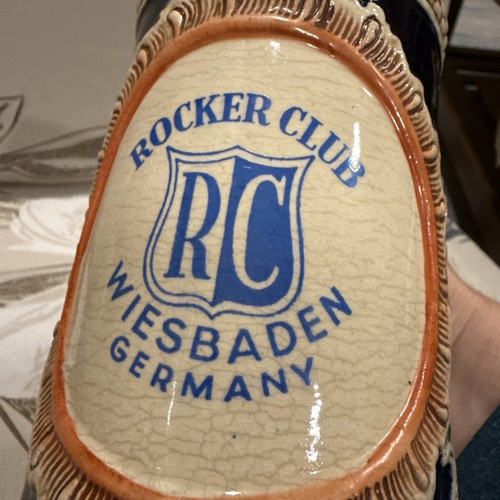 ROCKER CLUB
RC
WIESBADEN
GERMANY